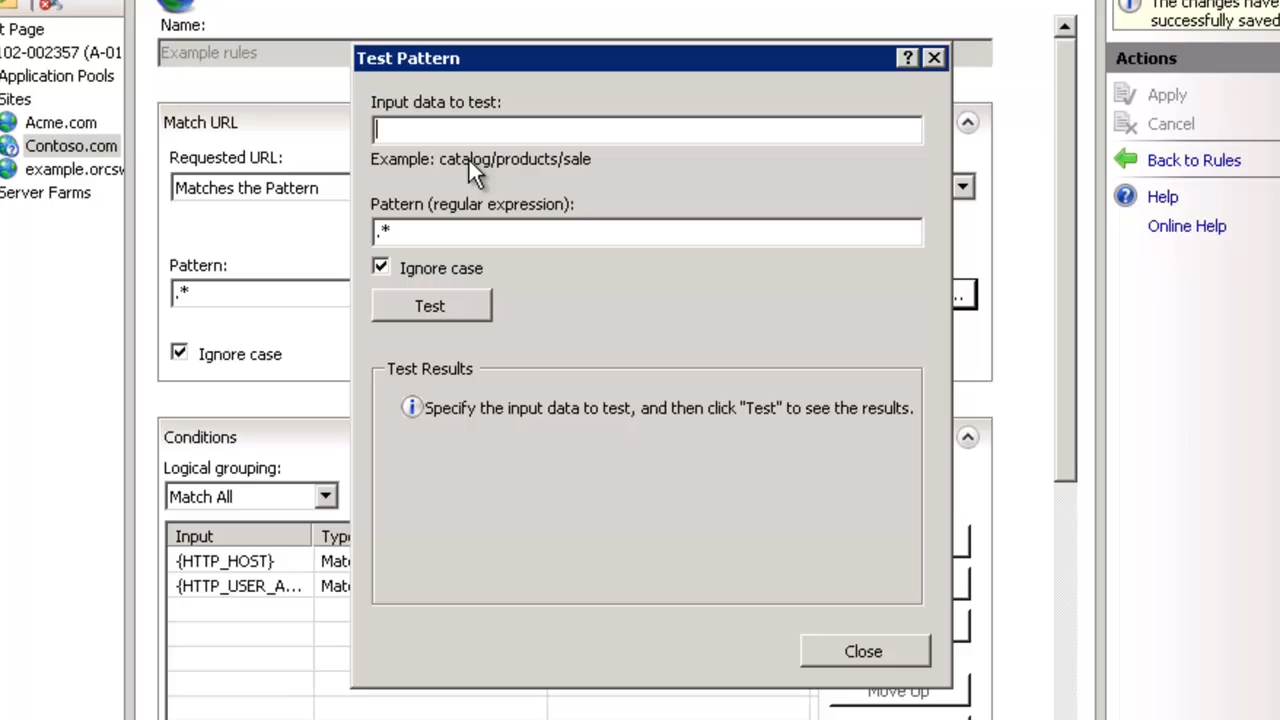 t Page
102-002357 (A-01
Application Pools
Sites
Acme.com
Contoso.com
example.orcsw
Server Farms
Name:
Example rules
Match URL
Requested URL:
Matches the Pattern
Pattern:
.*
Ignore case
Conditions
Logical grouping:
Match All
Input
Type
{HTTP_HOST}
Mat
{HTTP_USER_A...
Mat
Test Pattern
Input data to test:
Example: catalog/products/sale
Pattern (regular expression):
.*
Ignore case
Test
Test Results
Specify the input data to test, and then click "Test" to see the results.
Close
..
Move Up
The changes have
successfully saved
Actions
Apply
Cancel
Back to Rules
Help
Online Help